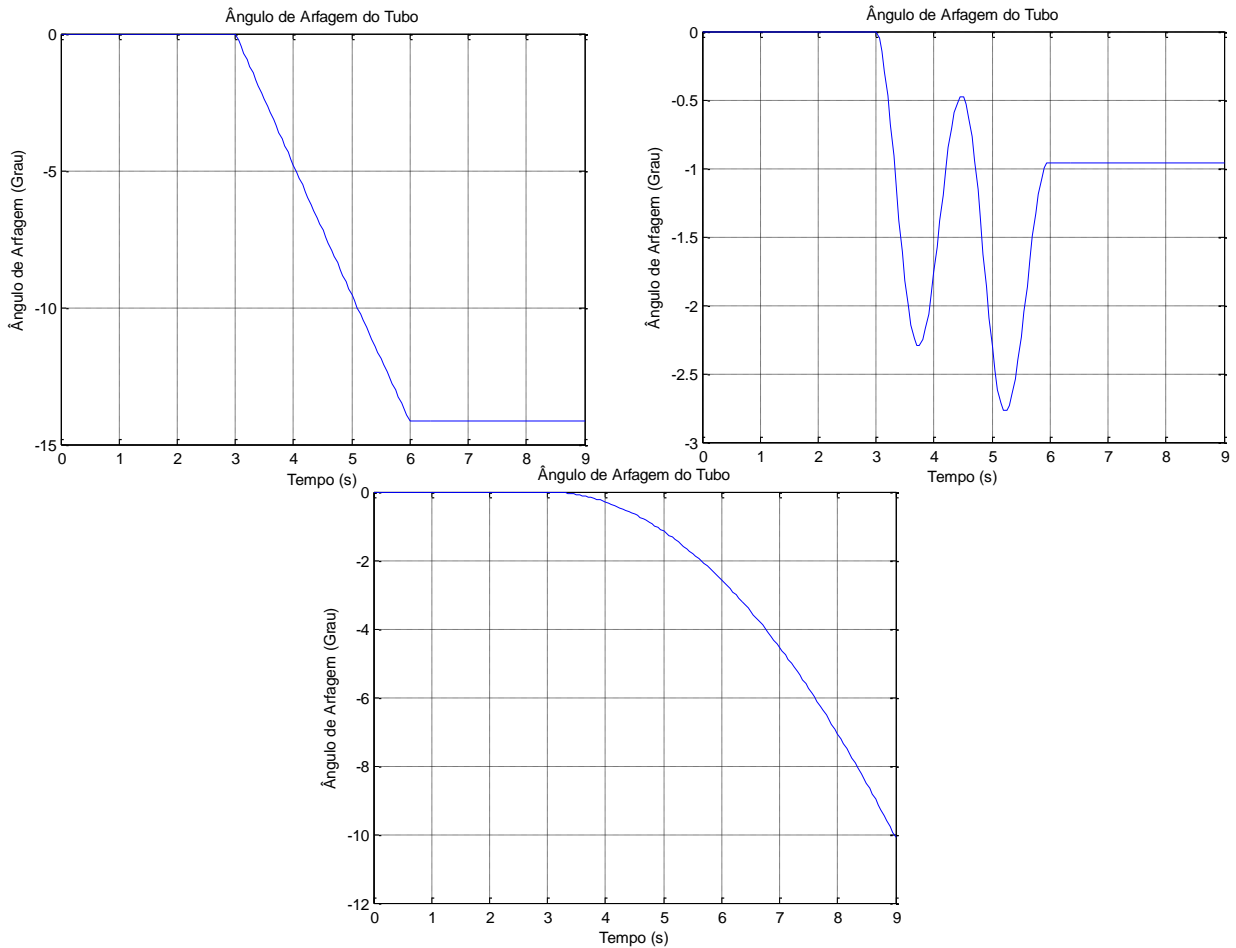 Ângulo de Arfagem do Tubo
Ângulo de Arfagem (Grau)
0
-5
-10
-15
0 1 2 3 4 5 6 7 8 9
Tempo (s)
Ângulo de Arfagem do Tubo
Ângulo de Arfagem (Grau)
0
-0.5
-1
-1.5
-2
-2.5
-3
0 1 2 3 4 5 6 7 8 9
Tempo (s)
Ângulo de Arfagem do Tubo
Ângulo de Arfagem (Grau)
0
-2
-4
-6
-8
-10
-12
0 1 2 3 4 5 6 7 8 9
Tempo (s)